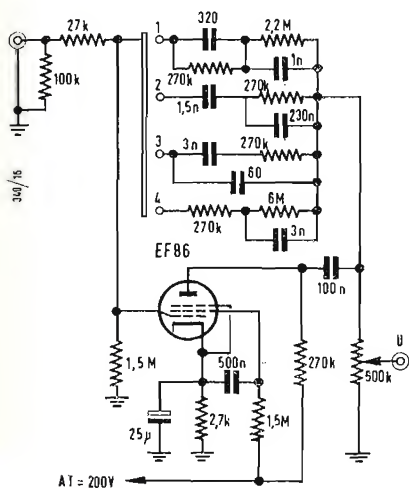 27k
100k
340/16
1
320
2,2M
270k
1n
2
1,5n
270k
230n
3
3n
270k
60
4
270k
6M
3n
EF86
100n
1,5M
500n
270k
U
500k
25μ
2,7k
1,5M
AT = 200V